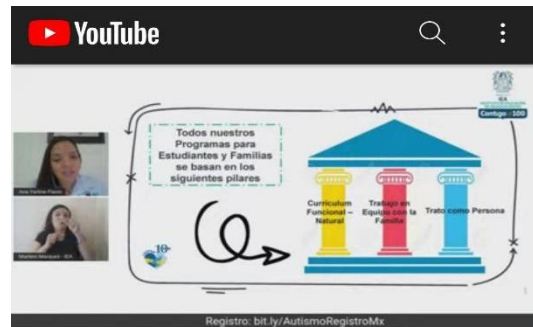 YouTube
IEA
Contigo 100
Todos nuestros
Programas para
Estudiantes y Familias
se basan en los
siguientes pilares
Curriculum
Funcional –
Natural
Trabajo en
Equipo con la
Familia
Trato como Persona
10
Registro: bit.ly/AutismoRegistroMx